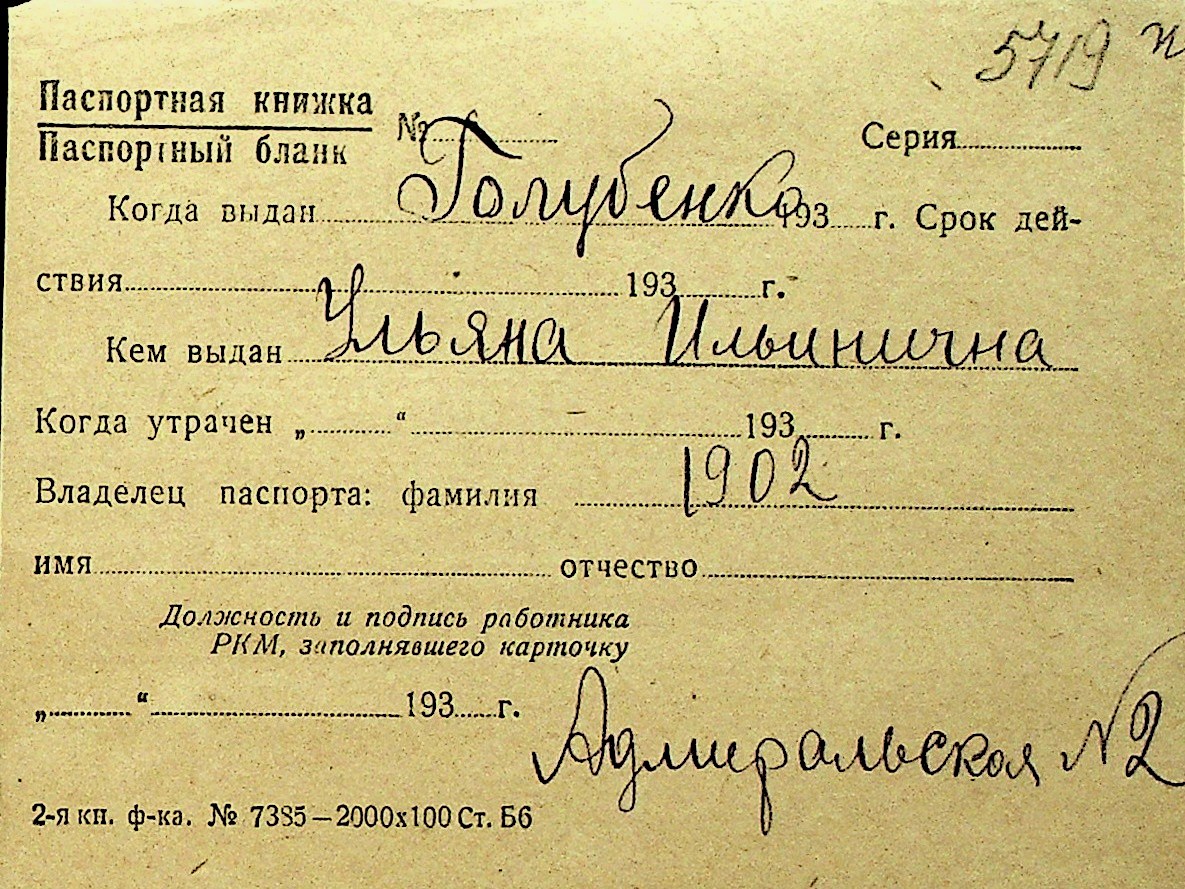 5719 н
Паспортная книжка
Паспортный бланк № Серия
Голубенко
Когда выдан 193 г. Срок дей-
ствия 193 г.
Кем выдан Ульяна Ильинична
Когда утрачен „ “ 193 г.
Владелец паспорта: фамилия 1902
имя отчество
Должность и подпись работника
РКМ, заполнявшего карточку
„ “ 193 г.
Адмиральская № 2
2-я кн. ф-ка. № 7385—2000х100 Ст. Б6